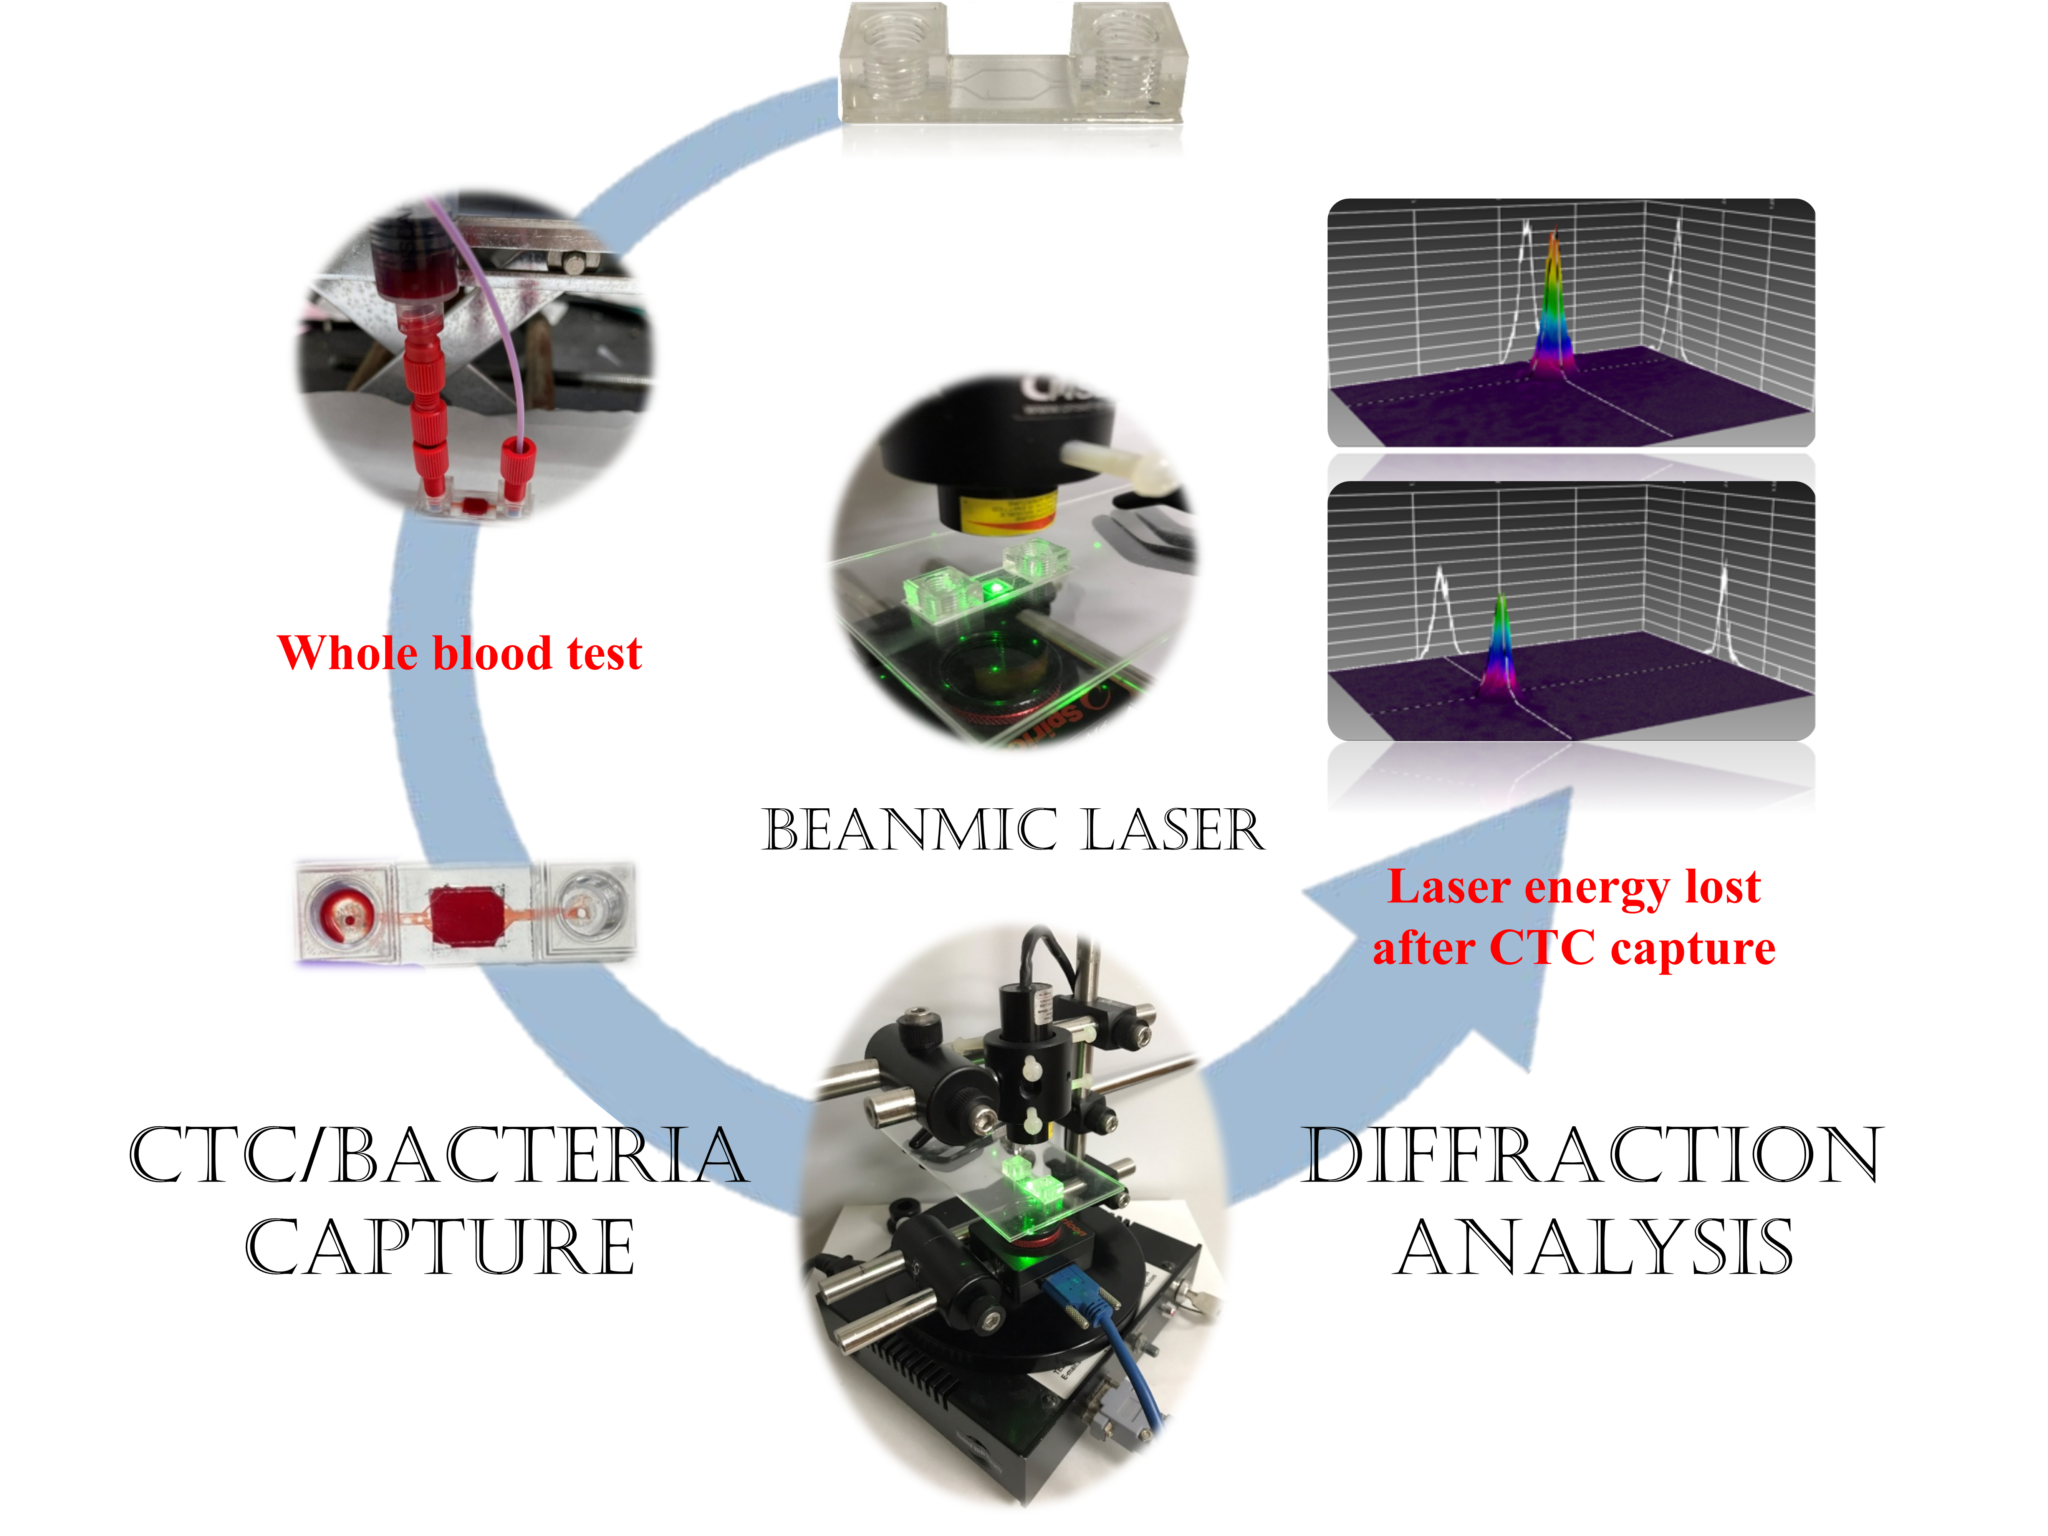 Whole blood test
BEANMIC LASER
Laser energy lost
after CTC capture
CTC/BACTERIA
CAPTURE
DIFFRACTION
ANALYSIS